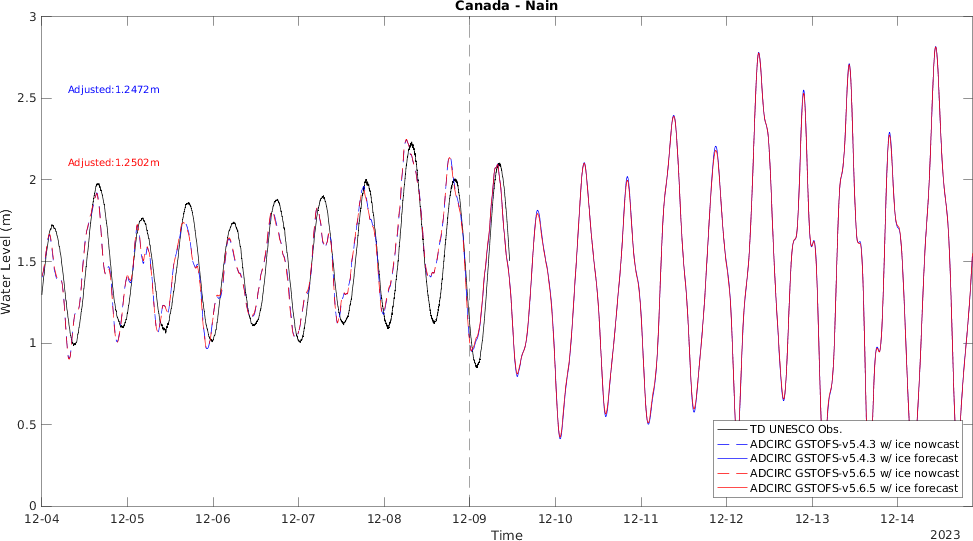 Canada - Nain
3
2.5
2
1.5
1
0.5
0
Water Level (m)
Adjusted:1.2472m
Adjusted:1.2502m
TD UNESCO Obs.
ADCIRC GSTOFS-v5.4.3 w/ ice nowcast
ADCIRC GSTOFS-v5.4.3 w/ ice forecast
ADCIRC GSTOFS-v5.6.5 w/ ice nowcast
ADCIRC GSTOFS-v5.6.5 w/ ice forecast
12-04 12-05 12-06 12-07 12-08 12-09 12-10 12-11 12-12 12-13 12-14
Time
2023